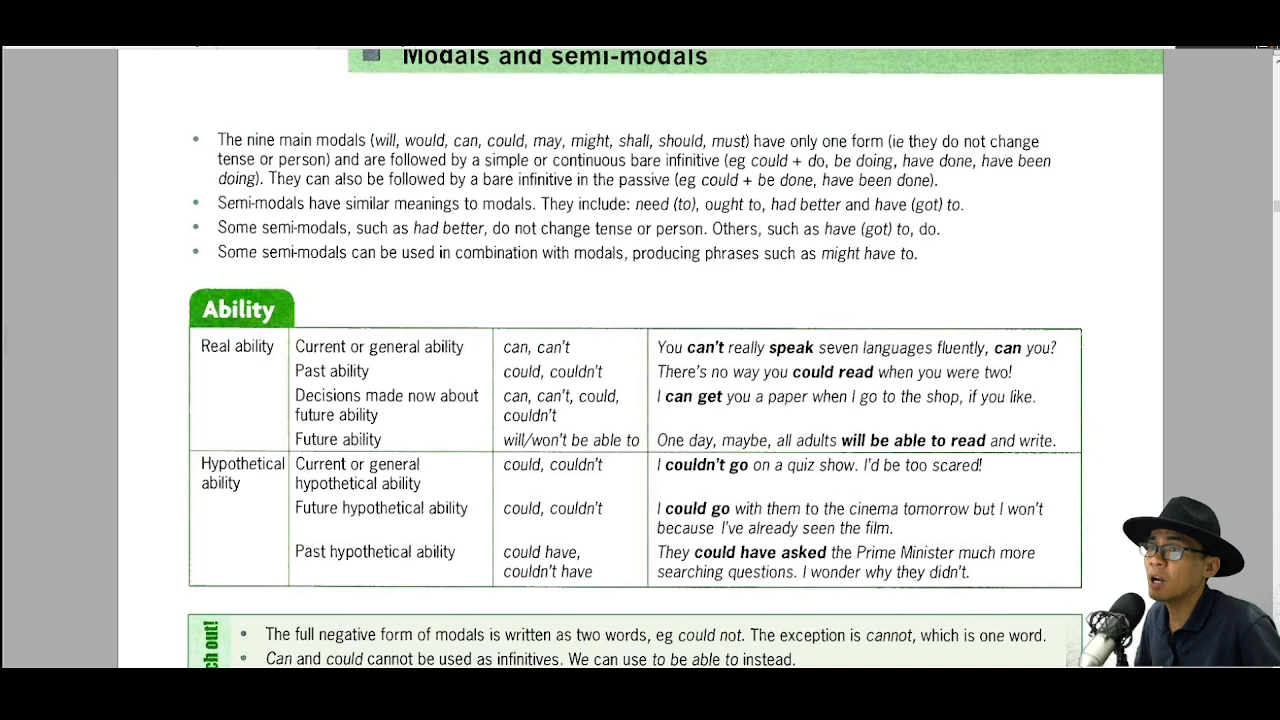 Modals and semi-modals
• The nine main modals (will, would, can, could, may, might, shall, should, must) have only one form (ie they do not change
tense or person) and are followed by a simple or continuous bare infinitive (eg could + do, be doing, have done, have been
doing). They can also be followed by a bare infinitive in the passive (eg could + be done, have been done).
• Semi-modals have similar meanings to modals. They include: need (to), ought to, had better and have (got) to.
• Some semi-modals, such as had better, do not change tense or person. Others, such as have (got) to, do.
• Some semi-modals can be used in combination with modals, producing phrases such as might have to.
Ability
Real ability Current or general ability can, can't You can't really speak seven languages fluently, can you?
Past ability could, couldn't There's no way you could read when you were two!
Decisions made now about can, can't, could, I can get you a paper when I go to the shop, if you like.
future ability couldn't
Future ability will/won't be able to One day, maybe, all adults will be able to read and write.
Hypothetical Current or general could, couldn't I couldn't go on a quiz show. I'd be too scared!
ability hypothetical ability
Future hypothetical ability could, couldn't I could go with them to the cinema tomorrow but I won't
because I've already seen the film.
Past hypothetical ability could have, They could have asked the Prime Minister much more
couldn't have searching questions. I wonder why they didn't.
ch out!
• The full negative form of modals is written as two words, eg could not. The exception is cannot, which is one word.
• Can and could cannot be used as infinitives. We can use to be able to instead.